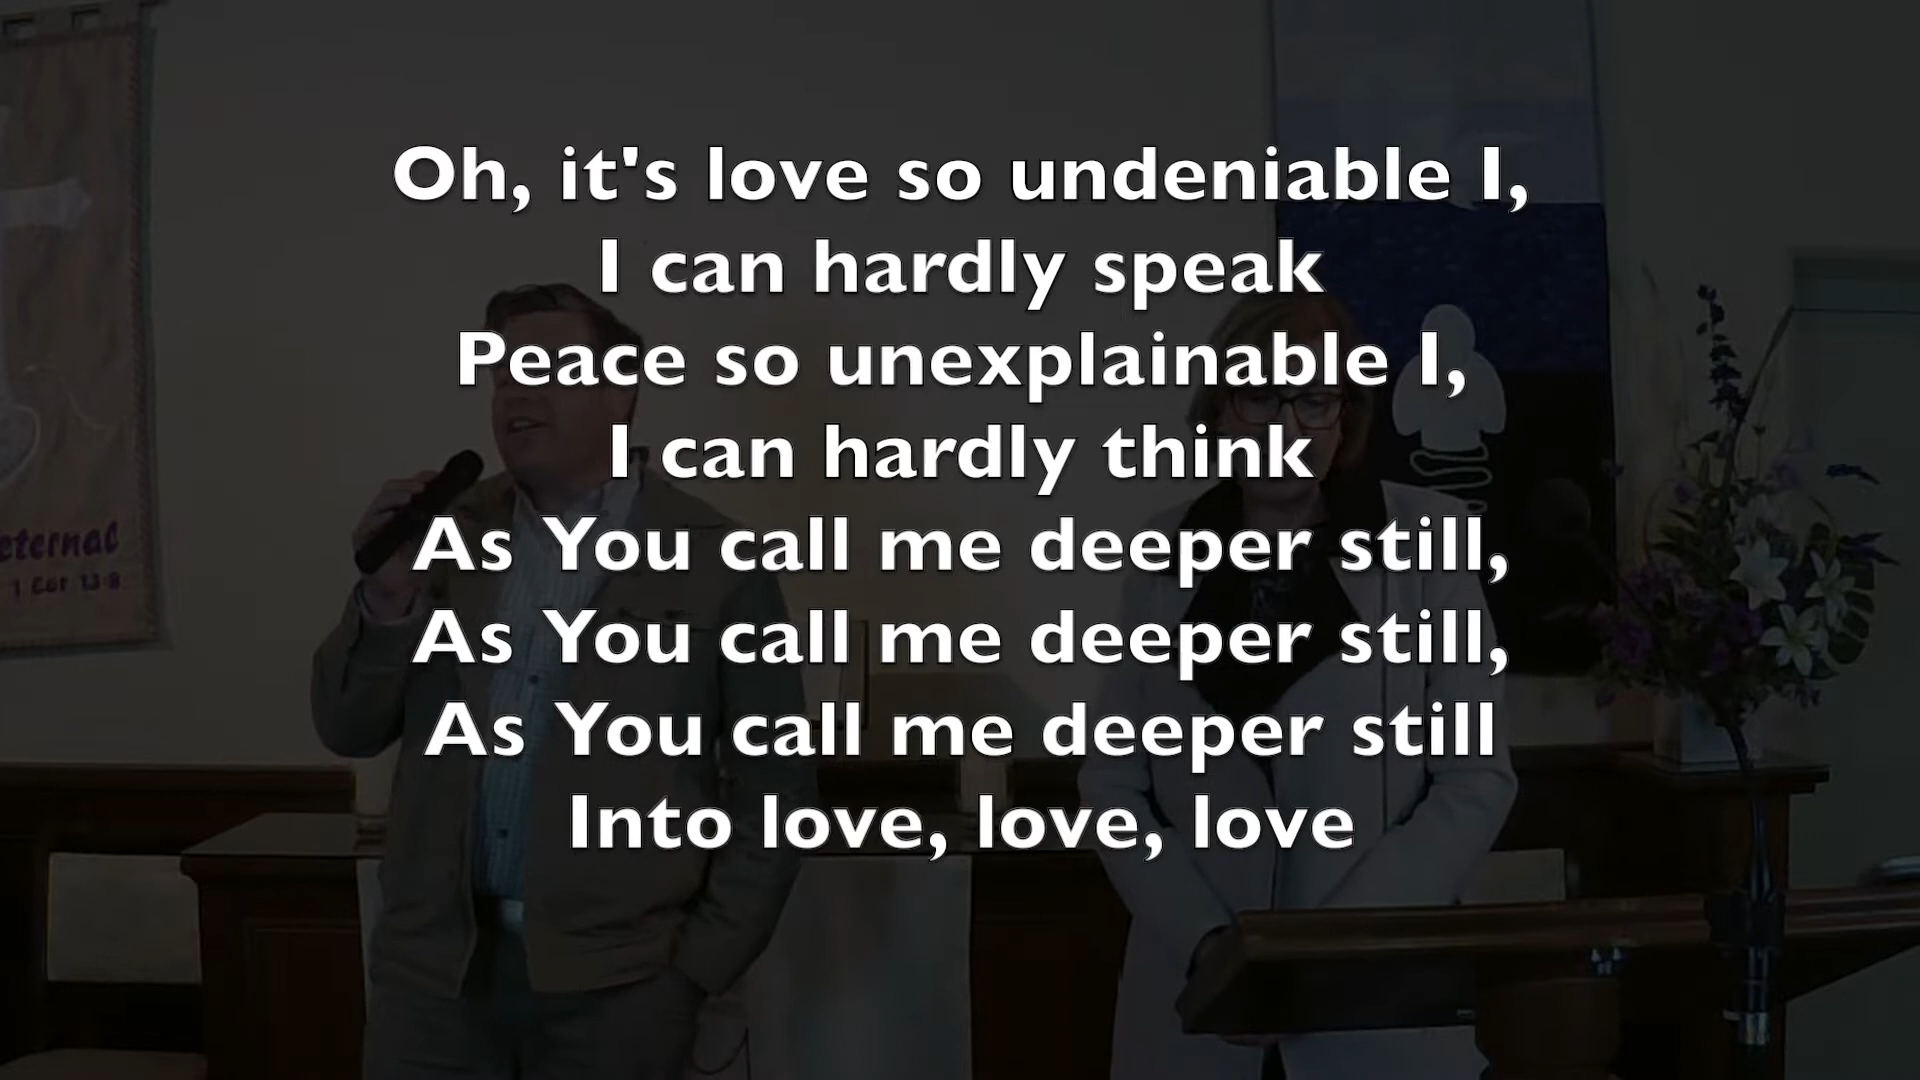 Oh, it's love so undeniable I,
I can hardly speak
Peace so unexplainable I,
I can hardly think
As You call me deeper still,
As You call me deeper still,
As You call me deeper still
Into love, love, love
eternal
1 Cor 13:8